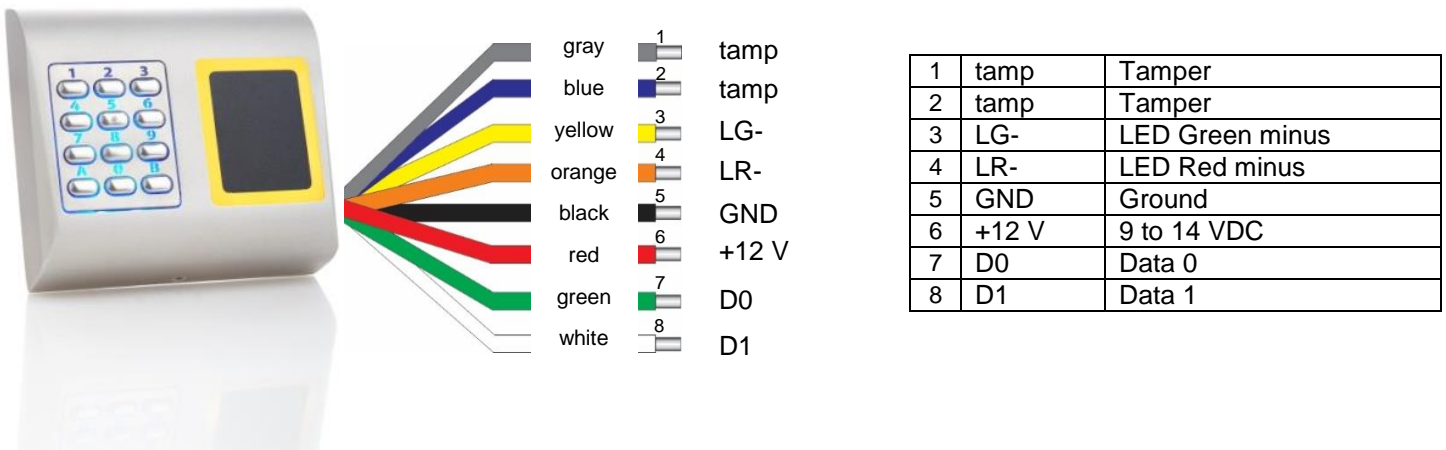 1 2 3
4 5 6
7 8 9
A 0 B
gray 1 tamp
blue 2 tamp
yellow 3 LG-
orange 4 LR-
black 5 GND
red 6 +12 V
green 7 D0
white 8 D1
1 tamp Tamper
2 tamp Tamper
3 LG- LED Green minus
4 LR- LED Red minus
5 GND Ground
6 +12 V 9 to 14 VDC
7 D0 Data 0
8 D1 Data 1